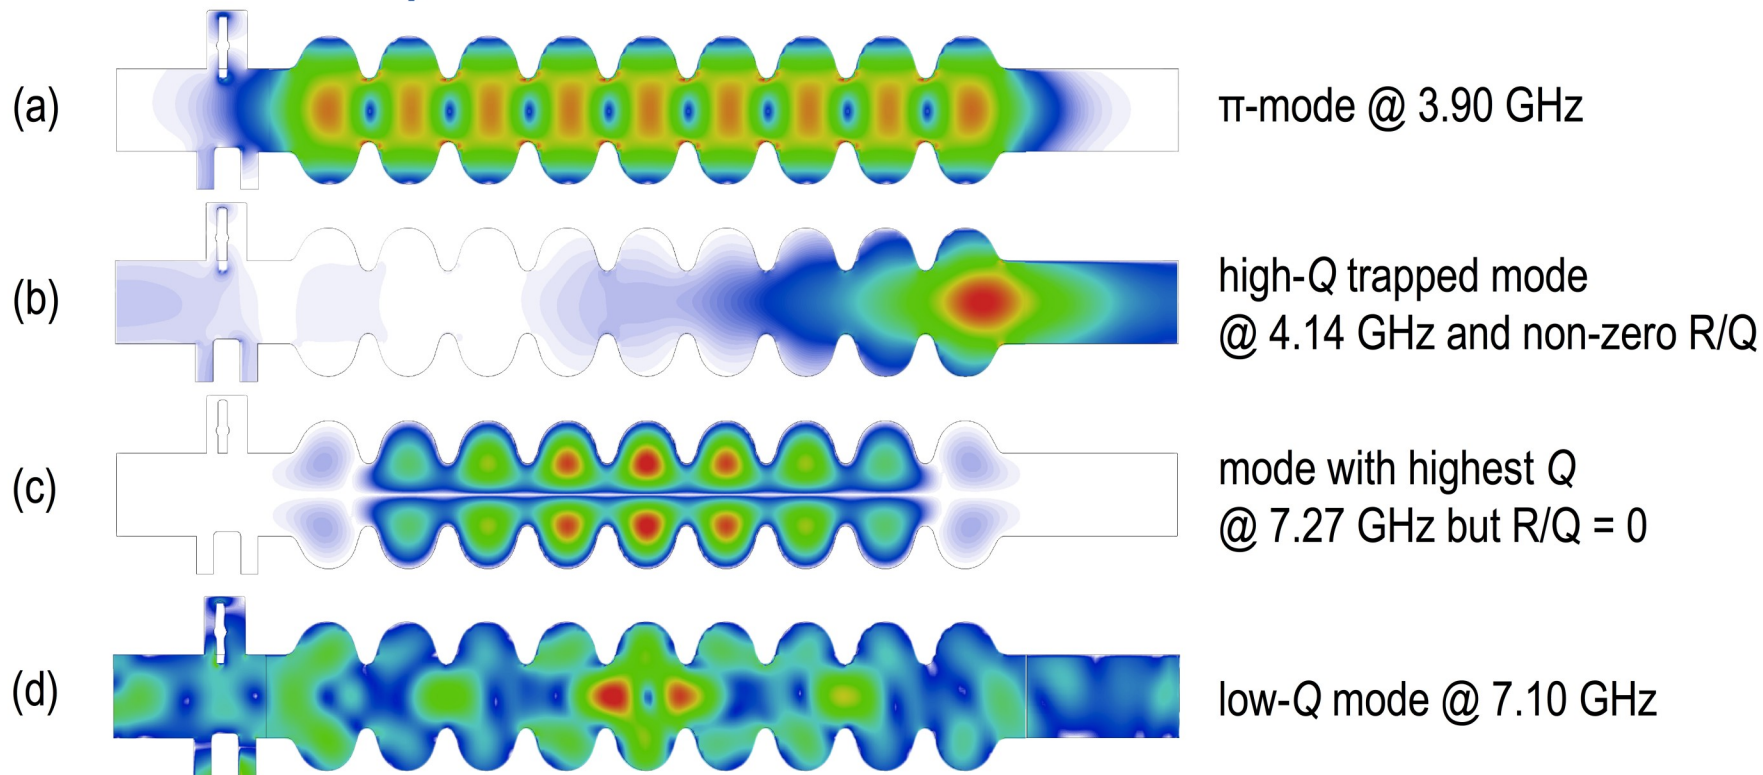 (a)
π-mode @ 3.90 GHz
(b)
high-Q trapped mode
@ 4.14 GHz and non-zero R/Q
(c)
mode with highest Q
@ 7.27 GHz but R/Q = 0
(d)
low-Q mode @ 7.10 GHz